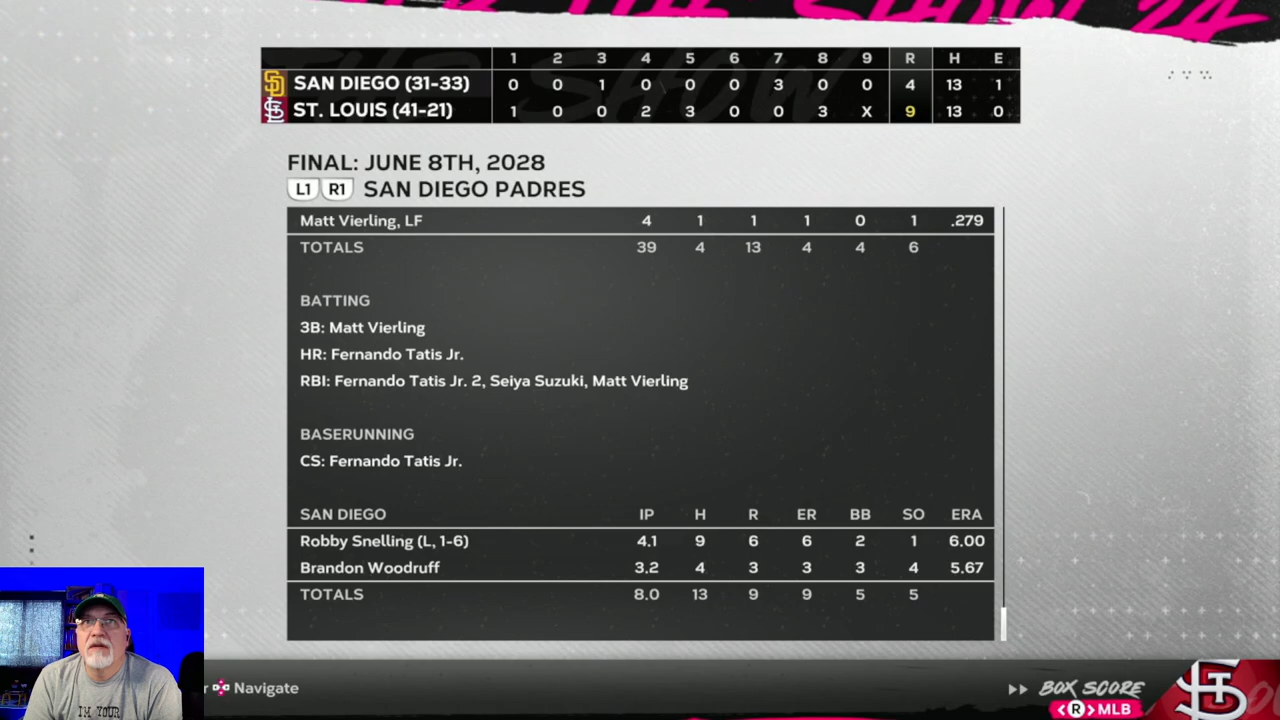 THE SHOW 24
1 2 3 4 5 6 7 8 9 R H E
SAN DIEGO (31-33) 0 0 1 0 0 0 3 0 0 4 13 1
ST. LOUIS (41-21) 1 0 0 2 3 0 0 3 X 9 13 0
FINAL: JUNE 8TH, 2028
L1 R1 SAN DIEGO PADRES
Matt Vierling, LF 4 1 1 1 0 1 .279
TOTALS 39 4 13 4 4 6
BATTING
3B: Matt Vierling
HR: Fernando Tatis Jr.
RBI: Fernando Tatis Jr. 2, Seiya Suzuki, Matt Vierling
BASERUNNING
CS: Fernando Tatis Jr.
SAN DIEGO IP H R ER BB SO ERA
Robby Snelling (L, 1-6) 4.1 9 6 6 2 1 6.00
Brandon Woodruff 3.2 4 3 3 3 4 5.67
TOTALS 8.0 13 9 9 5 5
I'M YOUR
Navigate
BOX SCORE
R MLB